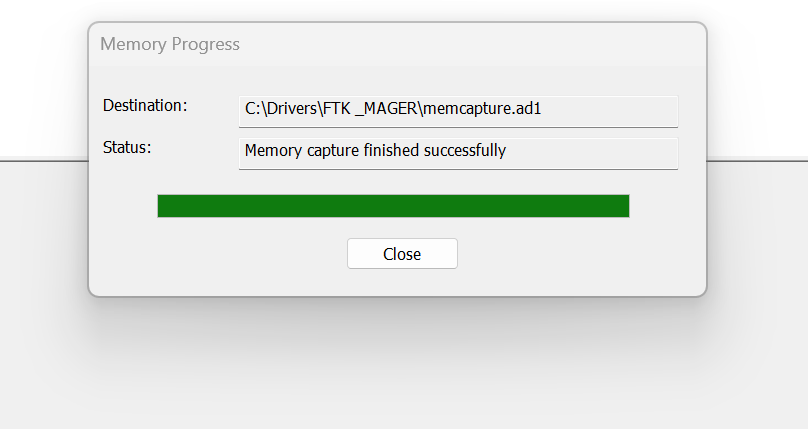 Memory Progress
Destination: C:\Drivers\FTK _MAGER\memcapture.ad1
Status: Memory capture finished successfully
Close